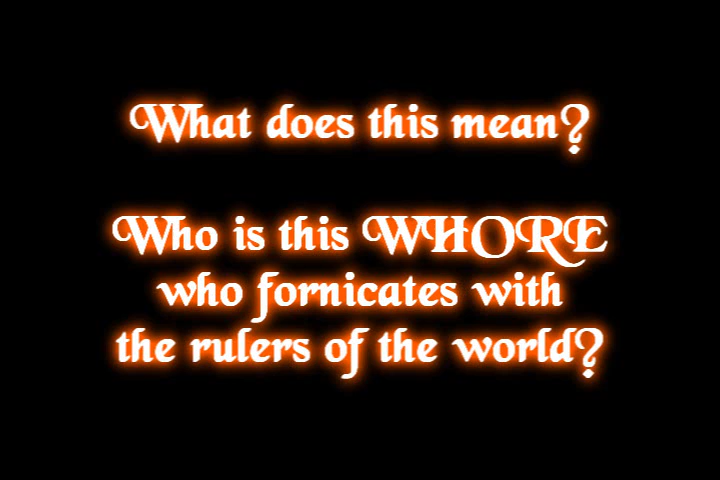 What does this mean?
Who is this WHORE
who fornicates with
the rulers of the world?